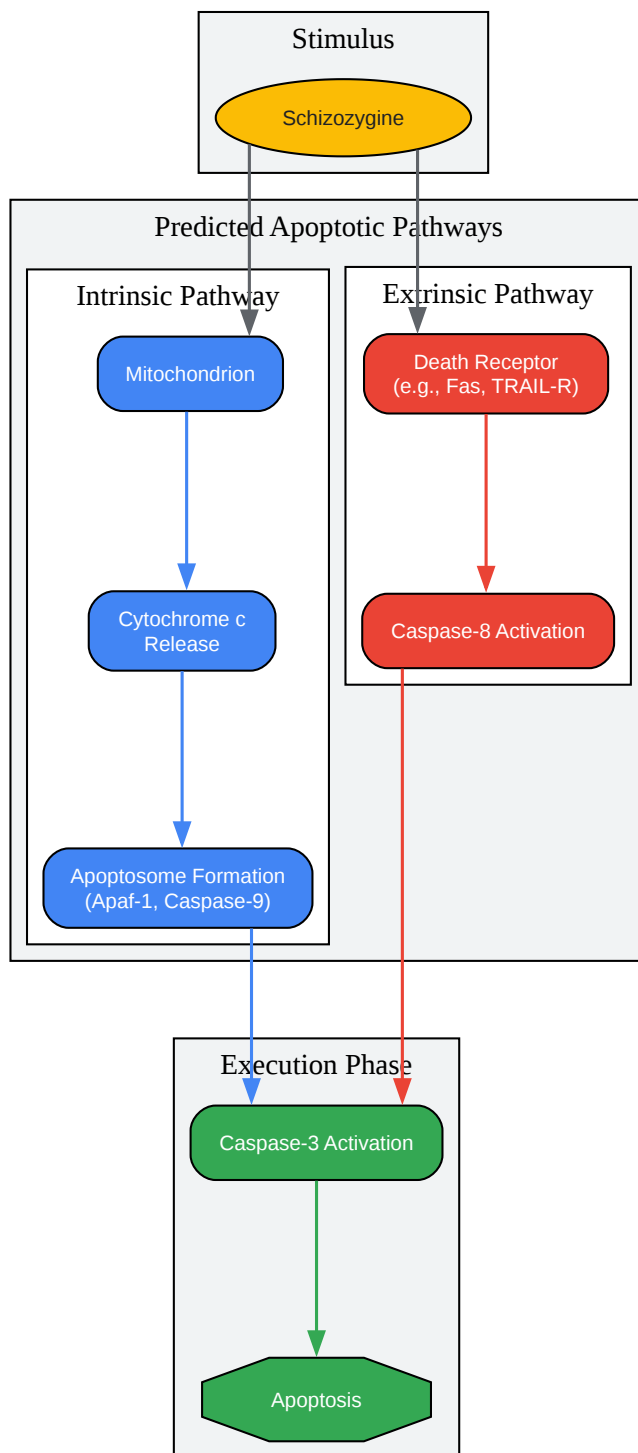 Stimulus
Schizozygine
Predicted Apoptotic Pathways
Intrinsic Pathway
Mitochondrion
Cytochrome c
Release
Apoptosome Formation
(Apaf-1, Caspase-9)
Extrinsic Pathway
Death Receptor
(e.g., Fas, TRAIL-R)
Caspase-8 Activation
Execution Phase
Caspase-3 Activation
Apoptosis